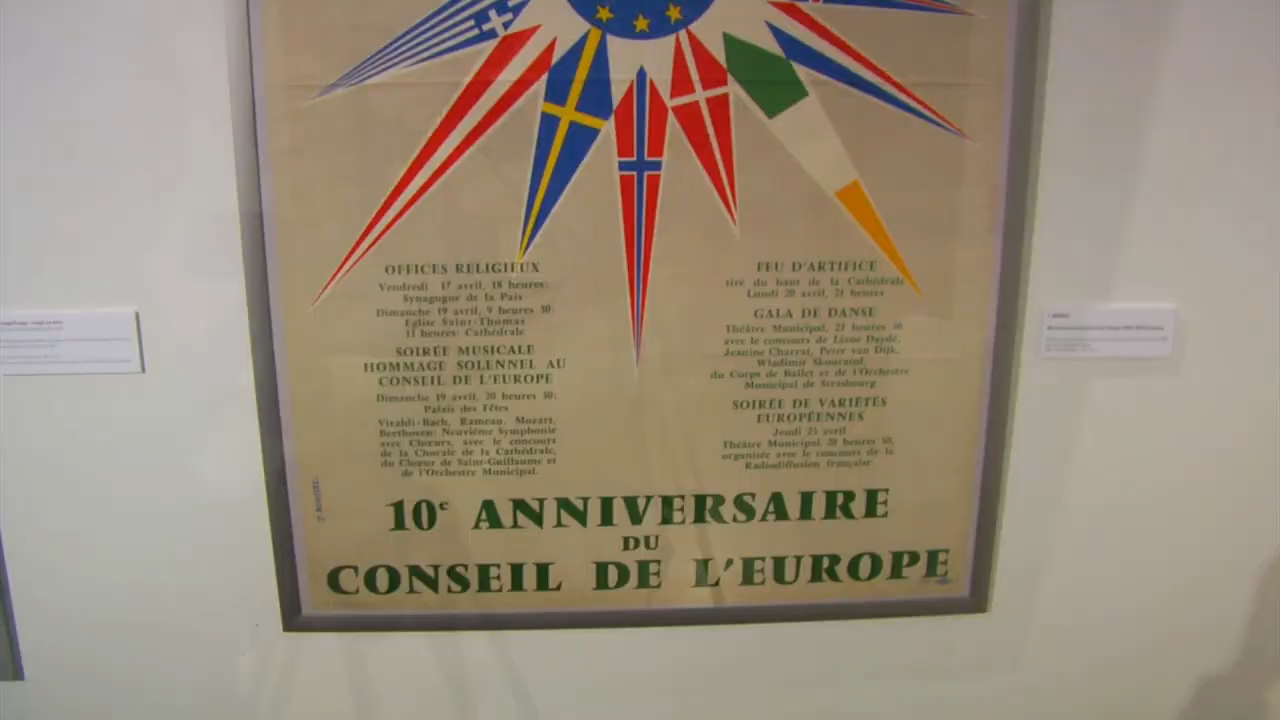 OFFICES RELIGIEUX
Vendredi 17 avril, 18 heures:
Synagogue de la Paix
Dimanche 19 avril, 9 heures 30:
Église Saint-Thomas
11 heures: Cathédrale
SOIRÉE MUSICALE
HOMMAGE SOLENNEL AU
CONSEIL DE L'EUROPE
Dimanche 19 avril, 20 heures 30:
Palais des Fêtes
Vivaldi-Bach, Rameau, Mozart,
Beethoven: Neuvième Symphonie
avec Chœurs, avec le concours
de la Chorale de la Cathédrale,
du Chœur de Saint-Guillaume et
de l'Orchestre Municipal.
FEU D'ARTIFICE
tiré du haut de la Cathédrale
Lundi 20 avril, 21 heures
GALA DE DANSE
Théâtre Municipal, 21 heures 30
avec le concours de Liane Daydé,
Jeanine Charrat, Peter van Dijk,
Wladimir Skouratoff,
du Corps de Ballet et de l'Orchestre
Municipal de Strasbourg
SOIRÉE DE VARIÉTÉS
EUROPÉENNES
Jeudi 23 avril
Théâtre Municipal, 20 heures 30,
organisée avec le concours de la
Radiodiffusion française
10e ANNIVERSAIRE
DU
CONSEIL DE L'EUROPE